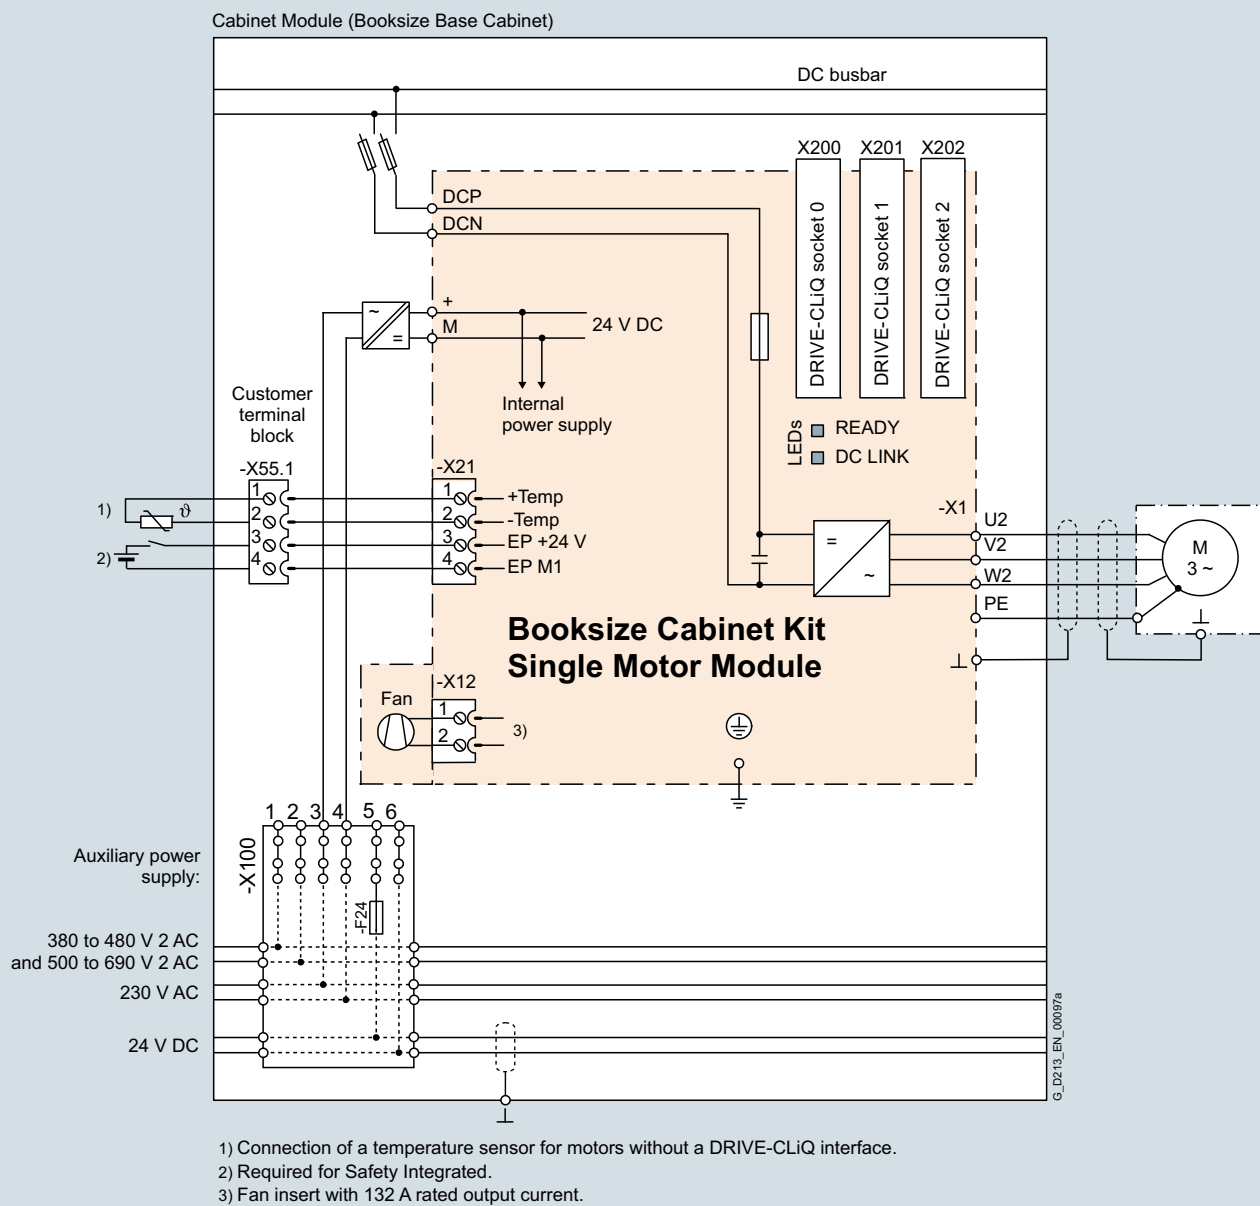 Cabinet Module (Booksize Base Cabinet)
DC busbar
X200 X201 X202
DRIVE-CLiQ socket 0
DRIVE-CLiQ socket 1
DRIVE-CLiQ socket 2
DCP
DCN
+
M
~
=
24 V DC
Internal
power supply
LEDs
READY
DC LINK
Customer
terminal
block
-X55.1
1
2
3
4
1)
ϑ
2)
-X21
1
2
3
4
+Temp
-Temp
EP +24 V
EP M1
=
~
-X1
U2
V2
W2
PE
M
3 ~
Booksize Cabinet Kit
Single Motor Module
Fan
-X12
1
2
3)
1 2 3 4 5 6
-X100
-F24
Auxiliary power
supply:
380 to 480 V 2 AC
and 500 to 690 V 2 AC
230 V AC
24 V DC
G_D213_EN_00097a
1) Connection of a temperature sensor for motors without a DRIVE-CLiQ interface.
2) Required for Safety Integrated.
3) Fan insert with 132 A rated output current.